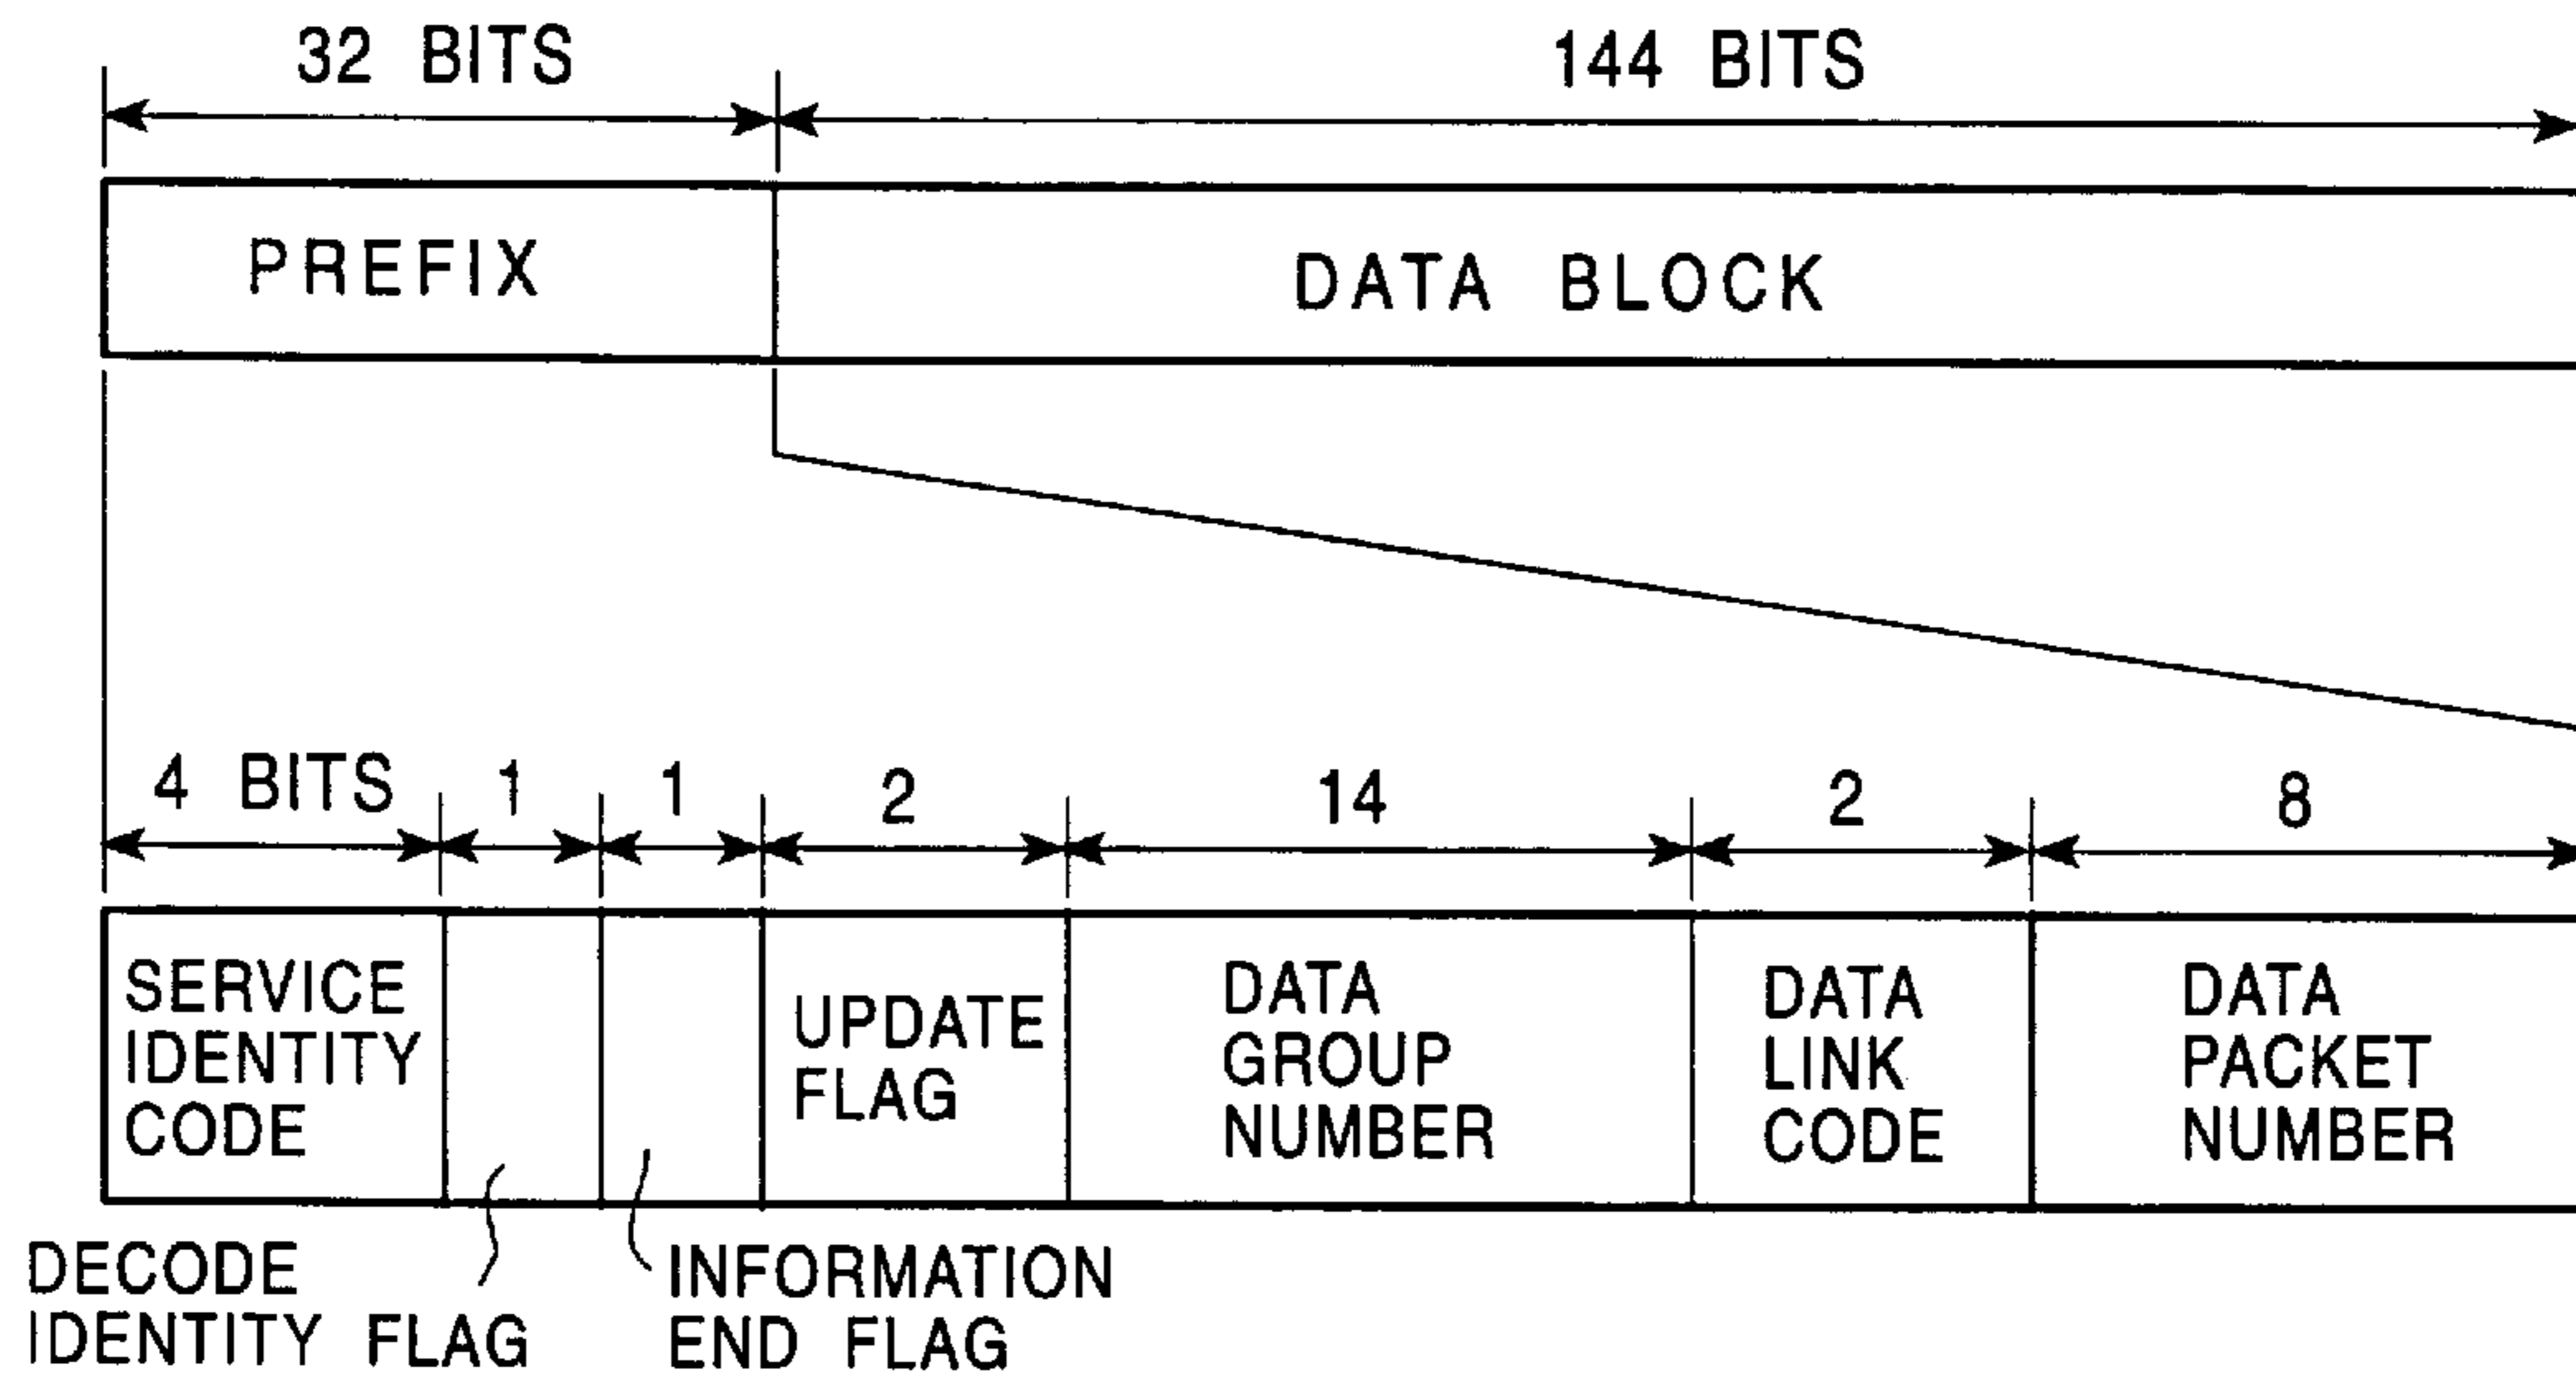 32 BITS
144 BITS
PREFIX
DATA BLOCK
4 BITS
1
1
2
14
2
8
SERVICE
IDENTITY
CODE
UPDATE
FLAG
DATA
GROUP
NUMBER
DATA
LINK
CODE
DATA
PACKET
NUMBER
DECODE
IDENTITY FLAG
INFORMATION
END FLAG